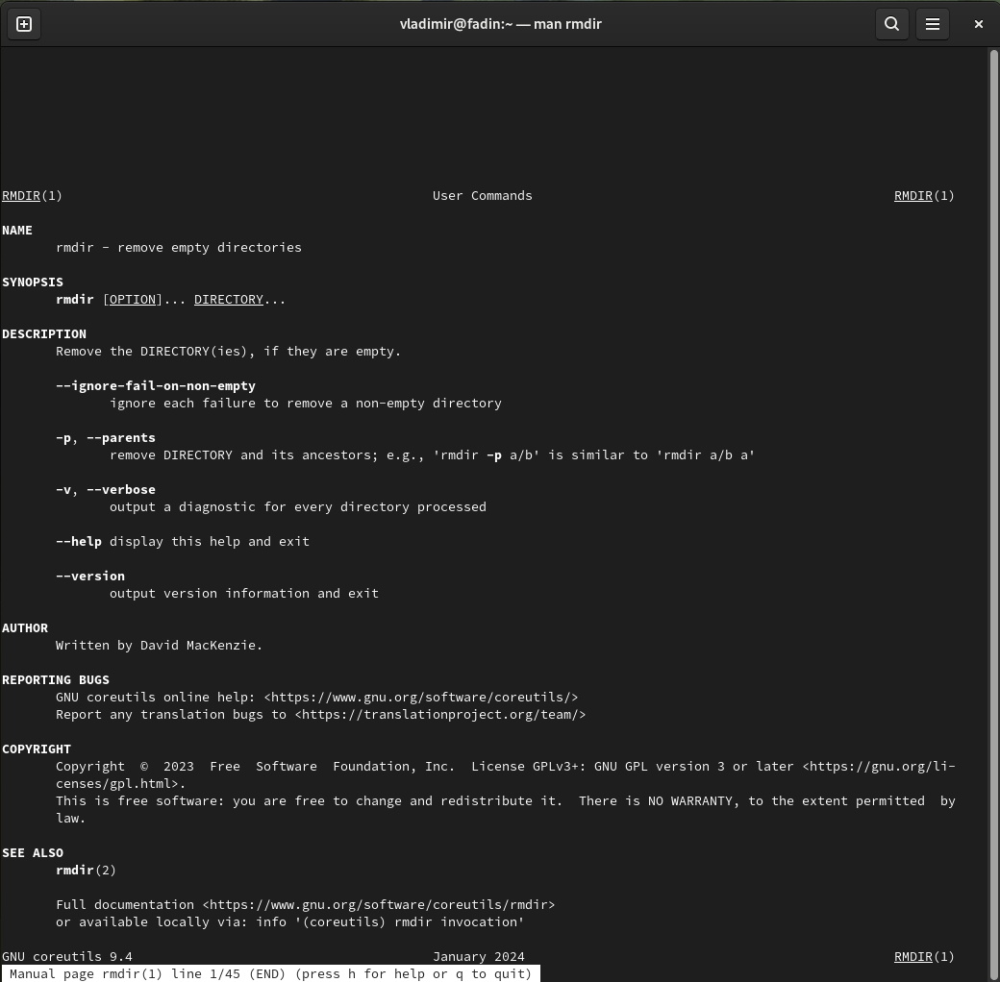 vladimir@fadin:~ — man rmdir
RMDIR(1) User Commands RMDIR(1)
NAME
rmdir - remove empty directories
SYNOPSIS
rmdir [OPTION]... DIRECTORY...
DESCRIPTION
Remove the DIRECTORY(ies), if they are empty.
--ignore-fail-on-non-empty
ignore each failure to remove a non-empty directory
-p, --parents
remove DIRECTORY and its ancestors; e.g., 'rmdir -p a/b' is similar to 'rmdir a/b a'
-v, --verbose
output a diagnostic for every directory processed
--help display this help and exit
--version
output version information and exit
AUTHOR
Written by David MacKenzie.
REPORTING BUGS
GNU coreutils online help: <https://www.gnu.org/software/coreutils/>
Report any translation bugs to <https://translationproject.org/team/>
COPYRIGHT
Copyright © 2023 Free Software Foundation, Inc. License GPLv3+: GNU GPL version 3 or later <https://gnu.org/li-
censes/gpl.html>.
This is free software: you are free to change and redistribute it. There is NO WARRANTY, to the extent permitted by
law.
SEE ALSO
rmdir(2)
Full documentation <https://www.gnu.org/software/coreutils/rmdir>
or available locally via: info '(coreutils) rmdir invocation'
GNU coreutils 9.4 January 2024 RMDIR(1)
Manual page rmdir(1) line 1/45 (END) (press h for help or q to quit)